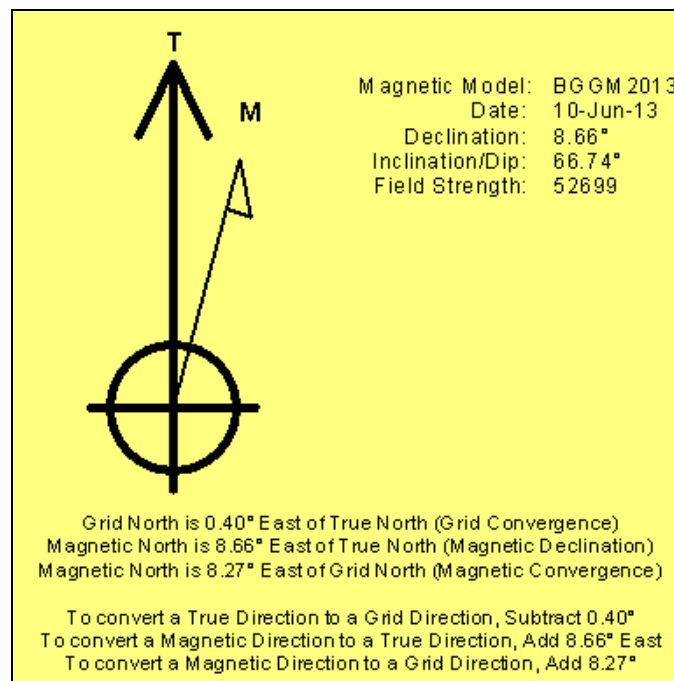 T
M
Magnetic Model: BGGM 2013
Date: 10-Jun-13
Declination: 8.66°
Inclination/Dip: 66.74°
Field Strength: 52699
Grid North is 0.40° East of True North (Grid Convergence)
Magnetic North is 8.66° East of True North (Magnetic Declination)
Magnetic North is 8.27° East of Grid North (Magnetic Convergence)
To convert a True Direction to a Grid Direction, Subtract 0.40°
To convert a Magnetic Direction to a True Direction, Add 8.66° East
To convert a Magnetic Direction to a Grid Direction, Add 8.27°